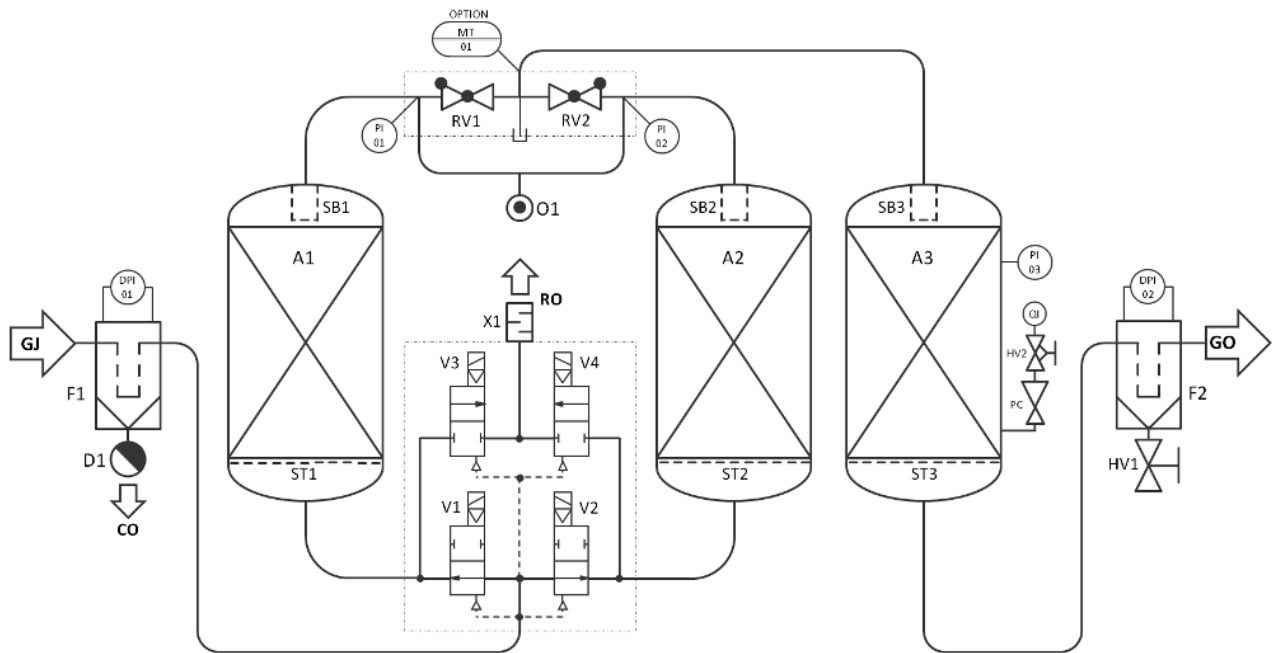 OPTION
MT
01
RV1
RV2
PI
01
PI
02
SB1
O1
SB2
SB3
A1
A2
A3
PI
03
DPI
01
DPI
02
RO
X1
GJ
QI
GO
HV2
V3
V4
F1
F2
PC
D1
HV1
ST1
ST2
ST3
V1
V2
CO